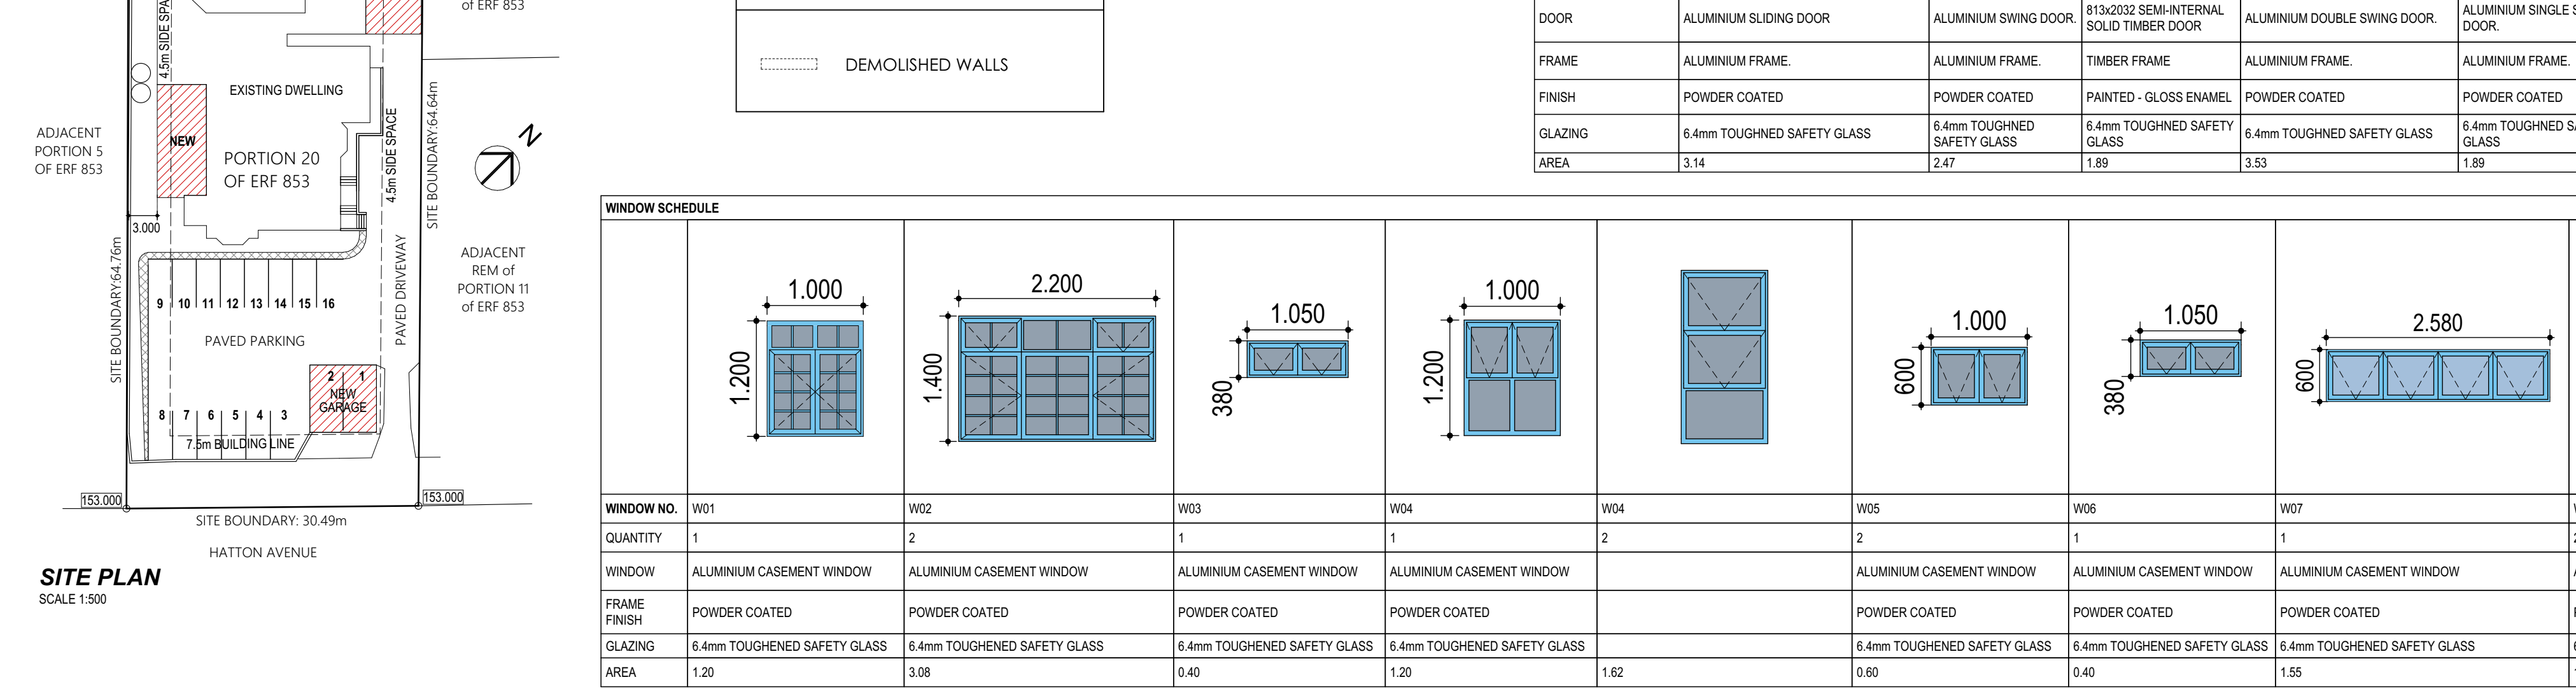 of ERF 853
4.5m SIDE SPA
EXISTING DWELLING
ADJACENT
PORTION 5
OF ERF 853
NEW
PORTION 20
OF ERF 853
4.5m SIDE SPACE
SITE BOUNDARY:64.64m
N
3.000
SITE BOUNDARY:64.76m
PAVED DRIVEWAY
ADJACENT
REM of
PORTION 11
of ERF 853
9 10 11 12 13 14 15 16
PAVED PARKING
2 1
NEW
GARAGE
8 7 6 5 4 3
7.5m BUILDING LINE
153.000
153.000
SITE BOUNDARY: 30.49m
HATTON AVENUE
SITE PLAN
SCALE 1:500
DEMOLISHED WALLS
DOOR ALUMINIUM SLIDING DOOR ALUMINIUM SWING DOOR. 813x2032 SEMI-INTERNAL SOLID TIMBER DOOR ALUMINIUM DOUBLE SWING DOOR. ALUMINIUM SINGLE S DOOR.
FRAME ALUMINIUM FRAME. ALUMINIUM FRAME. TIMBER FRAME ALUMINIUM FRAME. ALUMINIUM FRAME.
FINISH POWDER COATED POWDER COATED PAINTED - GLOSS ENAMEL POWDER COATED POWDER COATED
GLAZING 6.4mm TOUGHNED SAFETY GLASS 6.4mm TOUGHNED SAFETY GLASS 6.4mm TOUGHNED SAFETY GLASS 6.4mm TOUGHNED SAFETY GLASS 6.4mm TOUGHNED SA GLASS
AREA 3.14 2.47 1.89 3.53 1.89
WINDOW SCHEDULE
1.000
1.200
2.200
1.400
1.050
380
1.000
1.200
1.000
600
1.050
380
2.580
600
WINDOW NO. W01 W02 W03 W04 W04 W05 W06 W07
QUANTITY 1 2 1 1 2 2 1 1
WINDOW ALUMINIUM CASEMENT WINDOW ALUMINIUM CASEMENT WINDOW ALUMINIUM CASEMENT WINDOW ALUMINIUM CASEMENT WINDOW ALUMINIUM CASEMENT WINDOW ALUMINIUM CASEMENT WINDOW ALUMINIUM CASEMENT WINDOW
FRAME FINISH POWDER COATED POWDER COATED POWDER COATED POWDER COATED POWDER COATED POWDER COATED POWDER COATED
GLAZING 6.4mm TOUGHENED SAFETY GLASS 6.4mm TOUGHENED SAFETY GLASS 6.4mm TOUGHENED SAFETY GLASS 6.4mm TOUGHENED SAFETY GLASS 6.4mm TOUGHENED SAFETY GLASS 6.4mm TOUGHENED SAFETY GLASS 6.4mm TOUGHENED SAFETY GLASS
AREA 1.20 3.08 0.40 1.20 1.62 0.60 0.40 1.55